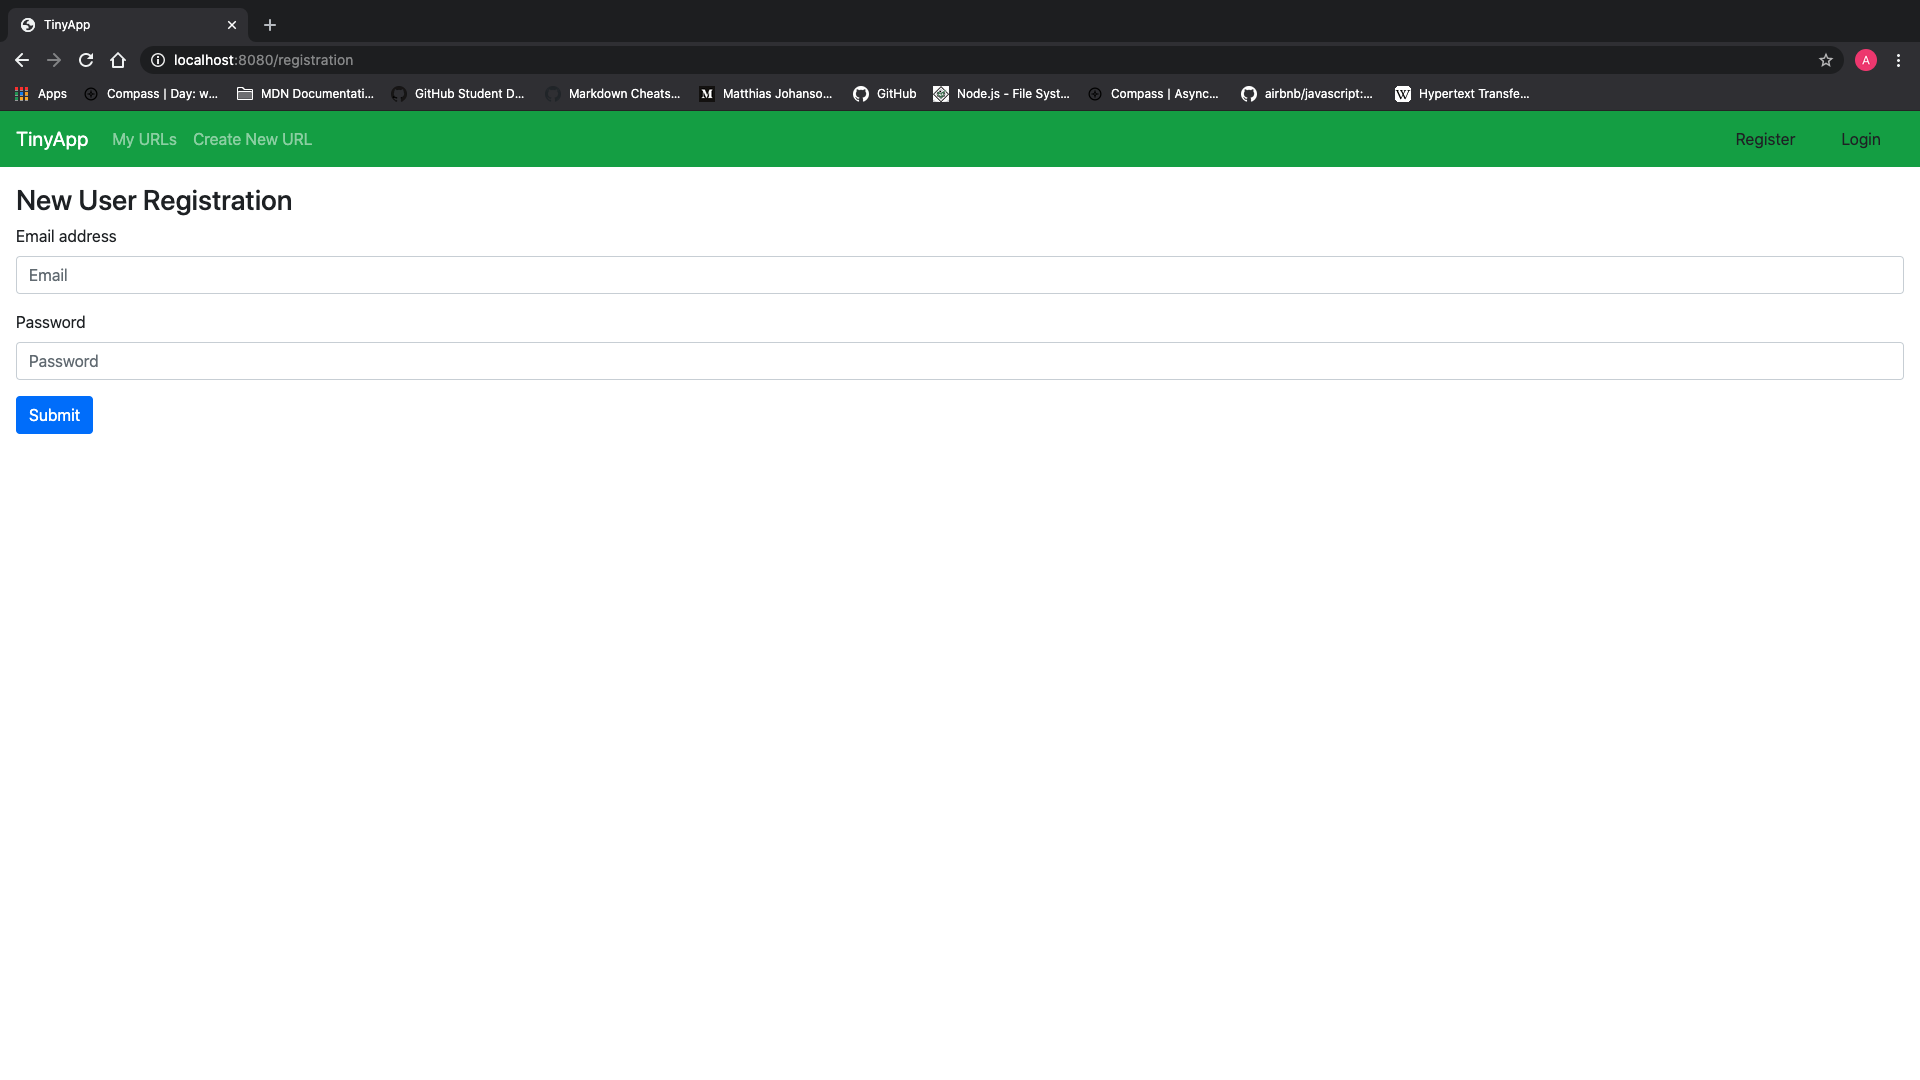 TinyApp
localhost:8080/registration
A
Apps Compass | Day: w... MDN Documentati... GitHub Student D... Markdown Cheats... Matthias Johanso... GitHub Node.js - File Syst... Compass | Async... airbnb/javascript:... Hypertext Transfe...
TinyApp My URLs Create New URL Register Login
New User Registration
Email address
Email
Password
Password
Submit